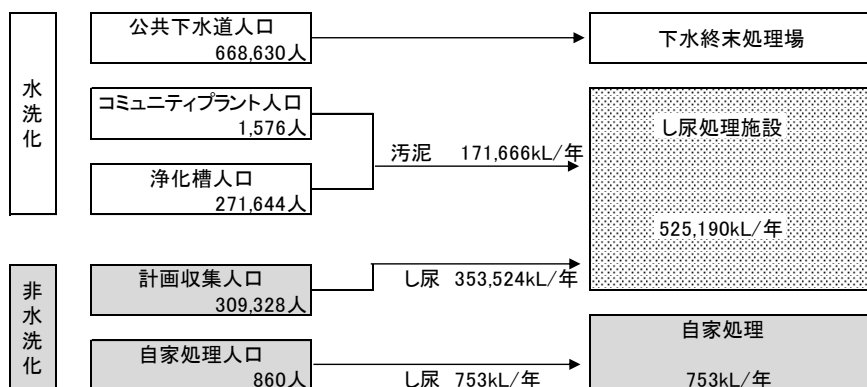 水洗化
公共下水道人口
668,630人
下水終末処理場
コミュニティプラント人口
1,576人
汚泥 171,666kL/年
し尿処理施設
浄化槽人口
271,644人
525,190kL/年
非水洗化
計画収集人口
309,328人
し尿 353,524kL/年
自家処理人口
860人
し尿 753kL/年
自家処理
753kL/年